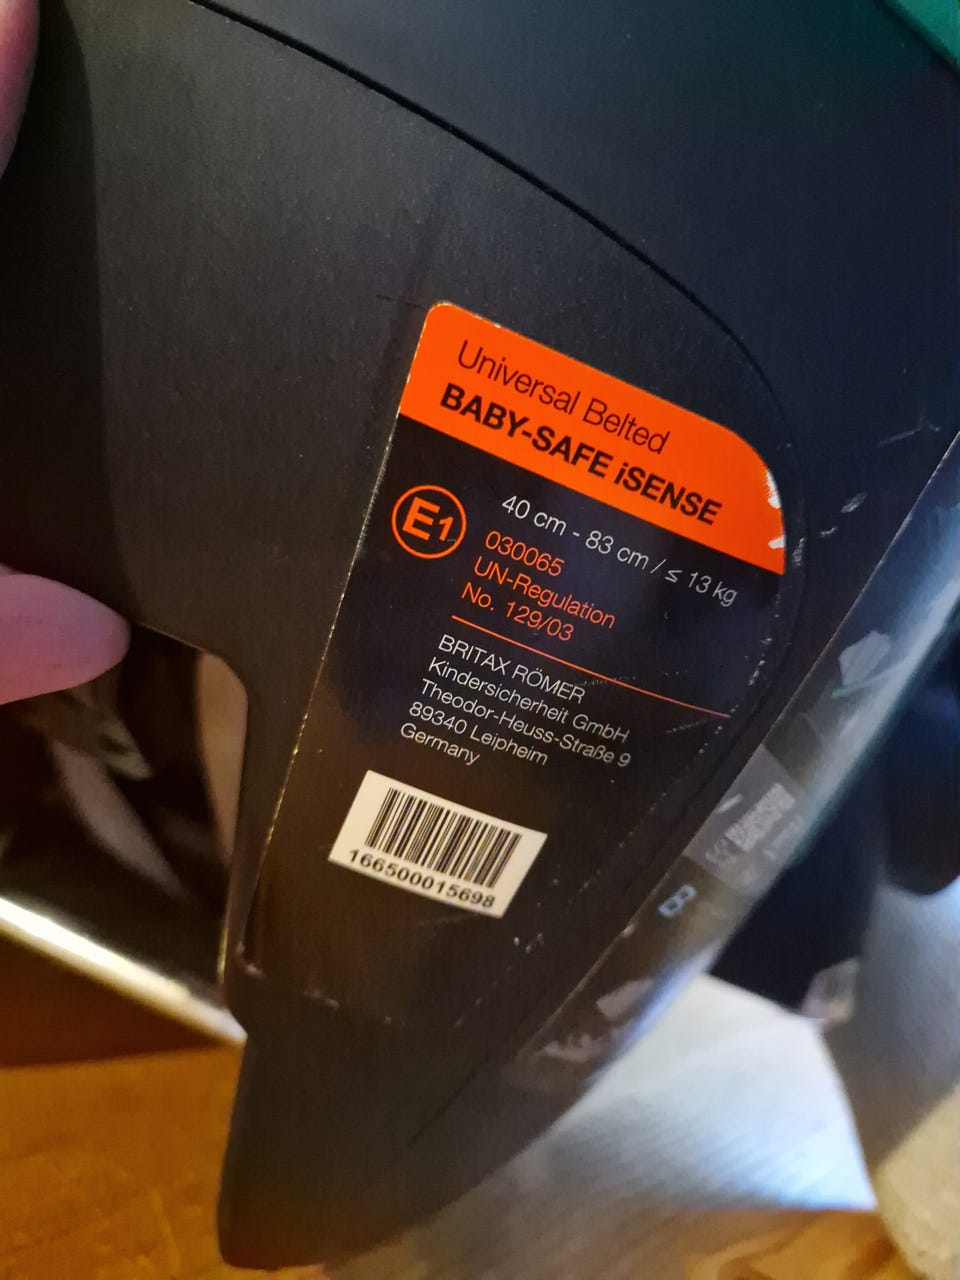 Universal Belted
BABY-SAFE iSENSE
E1
40 cm - 83 cm / ≤ 13 kg
030065
UN-Regulation
No. 129/03
BRITAX RÖMER
Kindersicherheit GmbH
Theodor-Heuss-Straße 9
89340 Leipheim
Germany
166500015698
B